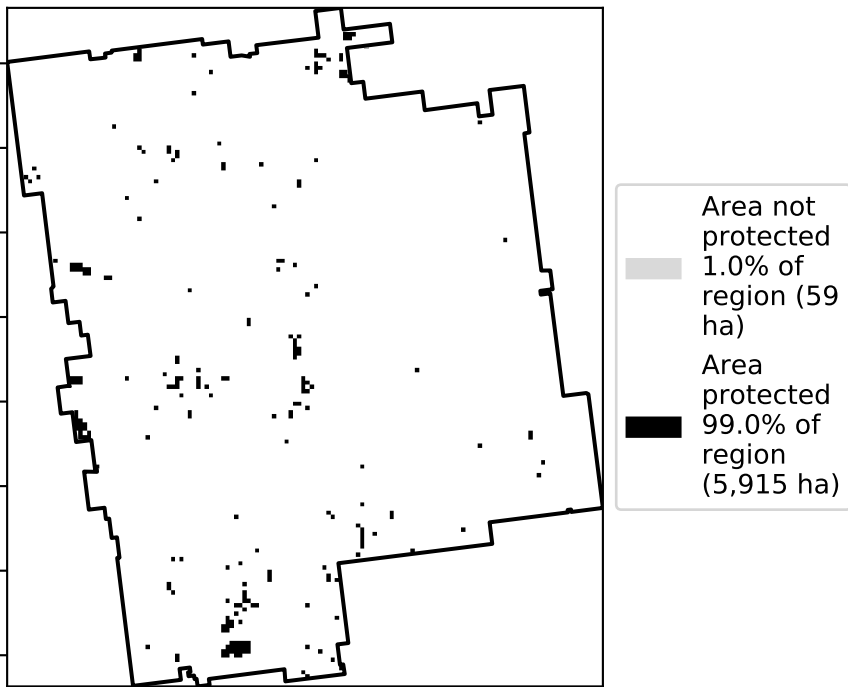 Area not
protected
1.0% of
region (59
ha)
Area
protected
99.0% of
region
(5,915 ha)